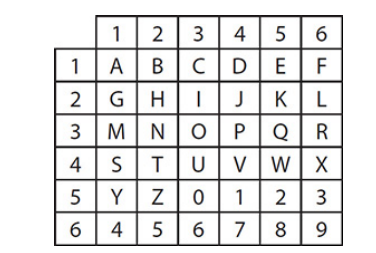 1 2 3 4 5 6
1 A B C D E F
2 G H I J K L
3 M N O P Q R
4 S T U V W X
5 Y Z 0 1 2 3
6 4 5 6 7 8 9